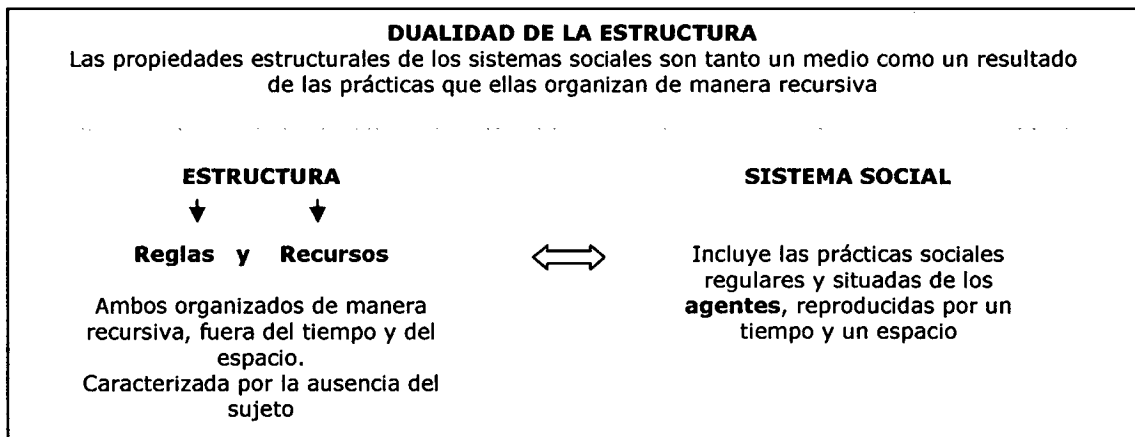 DUALIDAD DE LA ESTRUCTURA
Las propiedades estructurales de los sistemas sociales son tanto un medio como un resultado
de las prácticas que ellas organizan de manera recursiva
ESTRUCTURA
Reglas y Recursos
Ambos organizados de manera
recursiva, fuera del tiempo y del
espacio.
Caracterizada por la ausencia del
sujeto
SISTEMA SOCIAL
Incluye las prácticas sociales
regulares y situadas de los
agentes, reproducidas por un
tiempo y un espacio